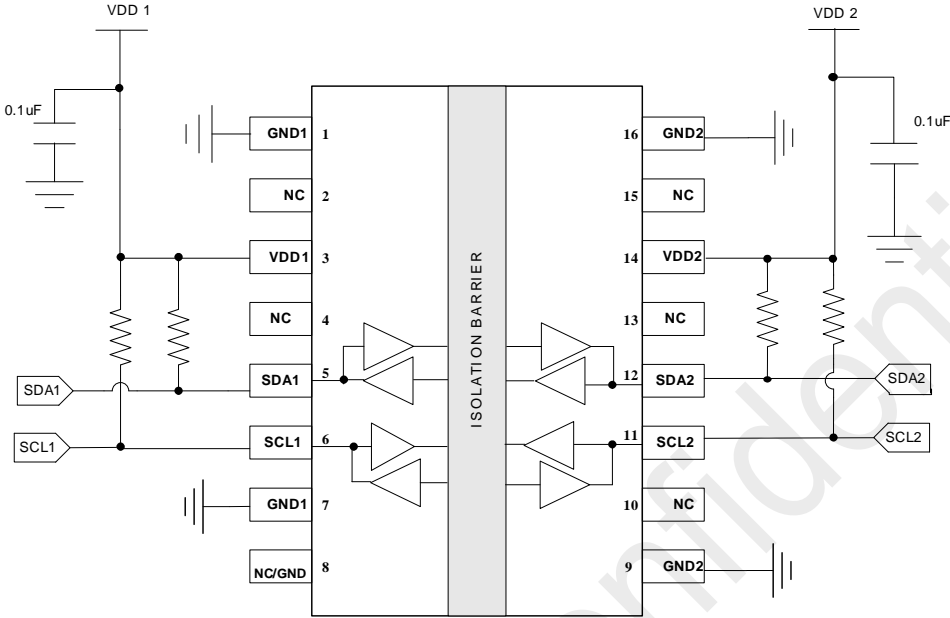 VDD 1
VDD 2
0.1uF
0.1uF
GND1 1
16 GND2
NC 2
15 NC
VDD1 3
14 VDD2
ISOLATION BARRIER
NC 4
13 NC
SDA1
SDA1 5
12 SDA2
SDA2
SCL1
SCL1 6
11 SCL2
SCL2
GND1 7
10 NC
NC/GND 8
9 GND2